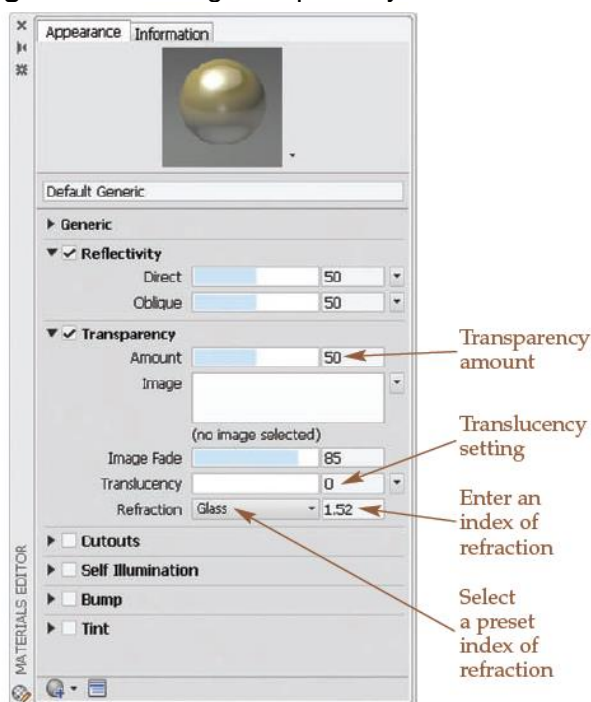 Appearance Information
Default Generic
Generic
Reflectivity
Direct 50
Oblique 50
Transparency
Amount 50
Image
(no image selected)
Image Fade 85
Translucency 0
Refraction Glass 1.52
Cutouts
Self Illumination
Bump
Tint
MATERIALS EDITOR
Transparency
amount
Translucency
setting
Enter an
index of
refraction
Select
a preset
index of
refraction